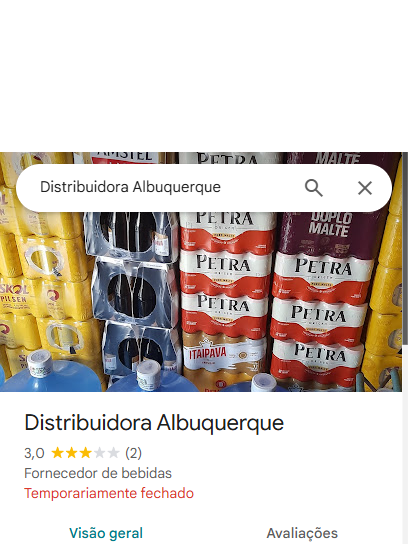 AMSTEL
PETRA
MALTE
Distribuidora Albuquerque
PETRA
DUPLO
MALTE
SKOL
PILSEN
PETRA
PETRA
PETRA
PETRA
ITAIPAVA
PETRA
Distribuidora Albuquerque
3,0 (2)
Fornecedor de bebidas
Temporariamente fechado
Visão geral
Avaliações